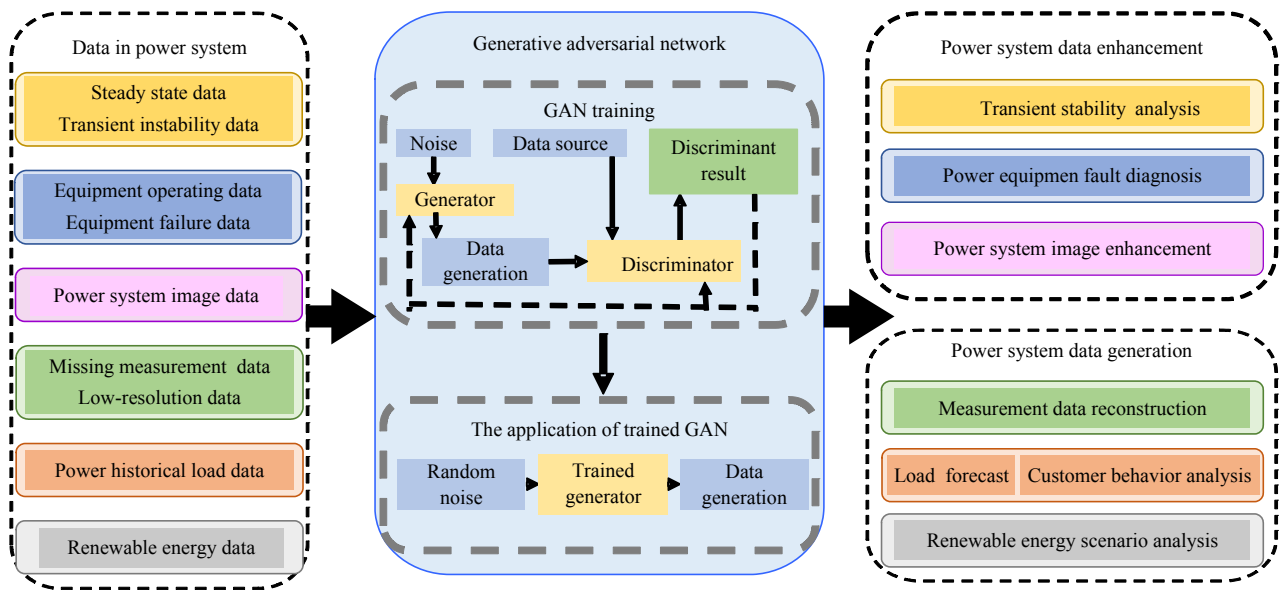 Data in power system
Steady state data
Transient instability data
Equipment operating data
Equipment failure data
Power system image data
Missing measurement data
Low-resolution data
Power historical load data
Renewable energy data
Generative adversarial network
GAN training
Noise
Data source
Discriminant
result
Generator
Data
generation
Discriminator
The application of trained GAN
Random
noise
Trained
generator
Data
generation
Power system data enhancement
Transient stability analysis
Power equipmen fault diagnosis
Power system image enhancement
Power system data generation
Measurement data reconstruction
Load forecast
Customer behavior analysis
Renewable energy scenario analysis